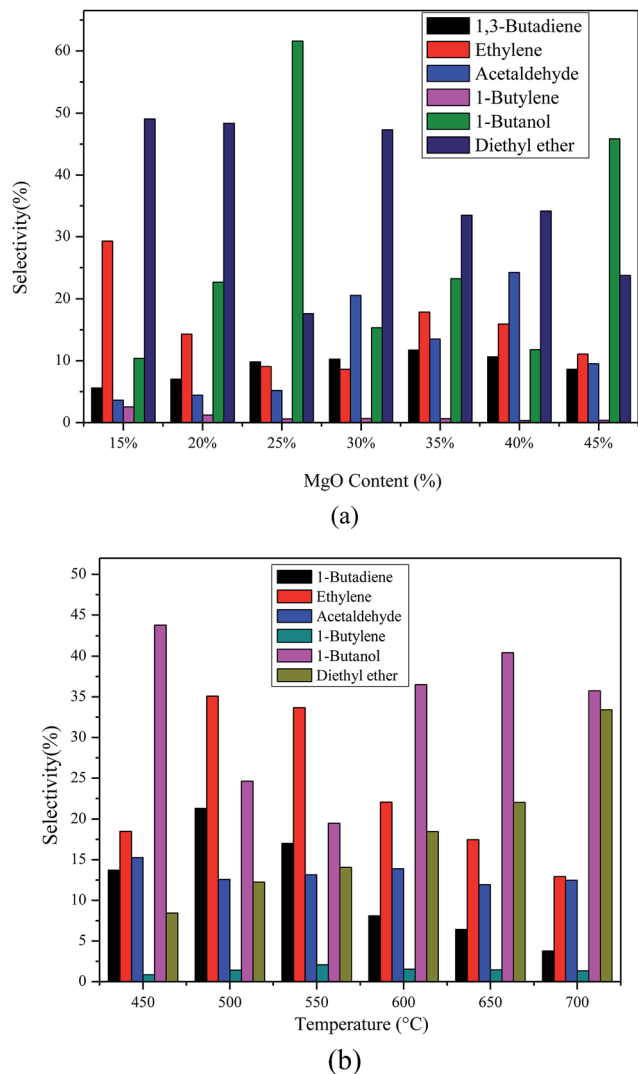 1,3-Butadiene
Ethylene
Acetaldehyde
1-Butylene
1-Butanol
Diethyl ether
60
50
40
30
20
10
0
Selectivity(%)
15% 20% 25% 30% 35% 40% 45%
MgO Content (%)
(a)
1-Butadiene
Ethylene
Acetaldehyde
1-Butylene
1-Butanol
Diethyl ether
50
45
40
35
30
25
20
15
10
5
0
Selectivity(%)
450 500 550 600 650 700
Temperature (°C)
(b)